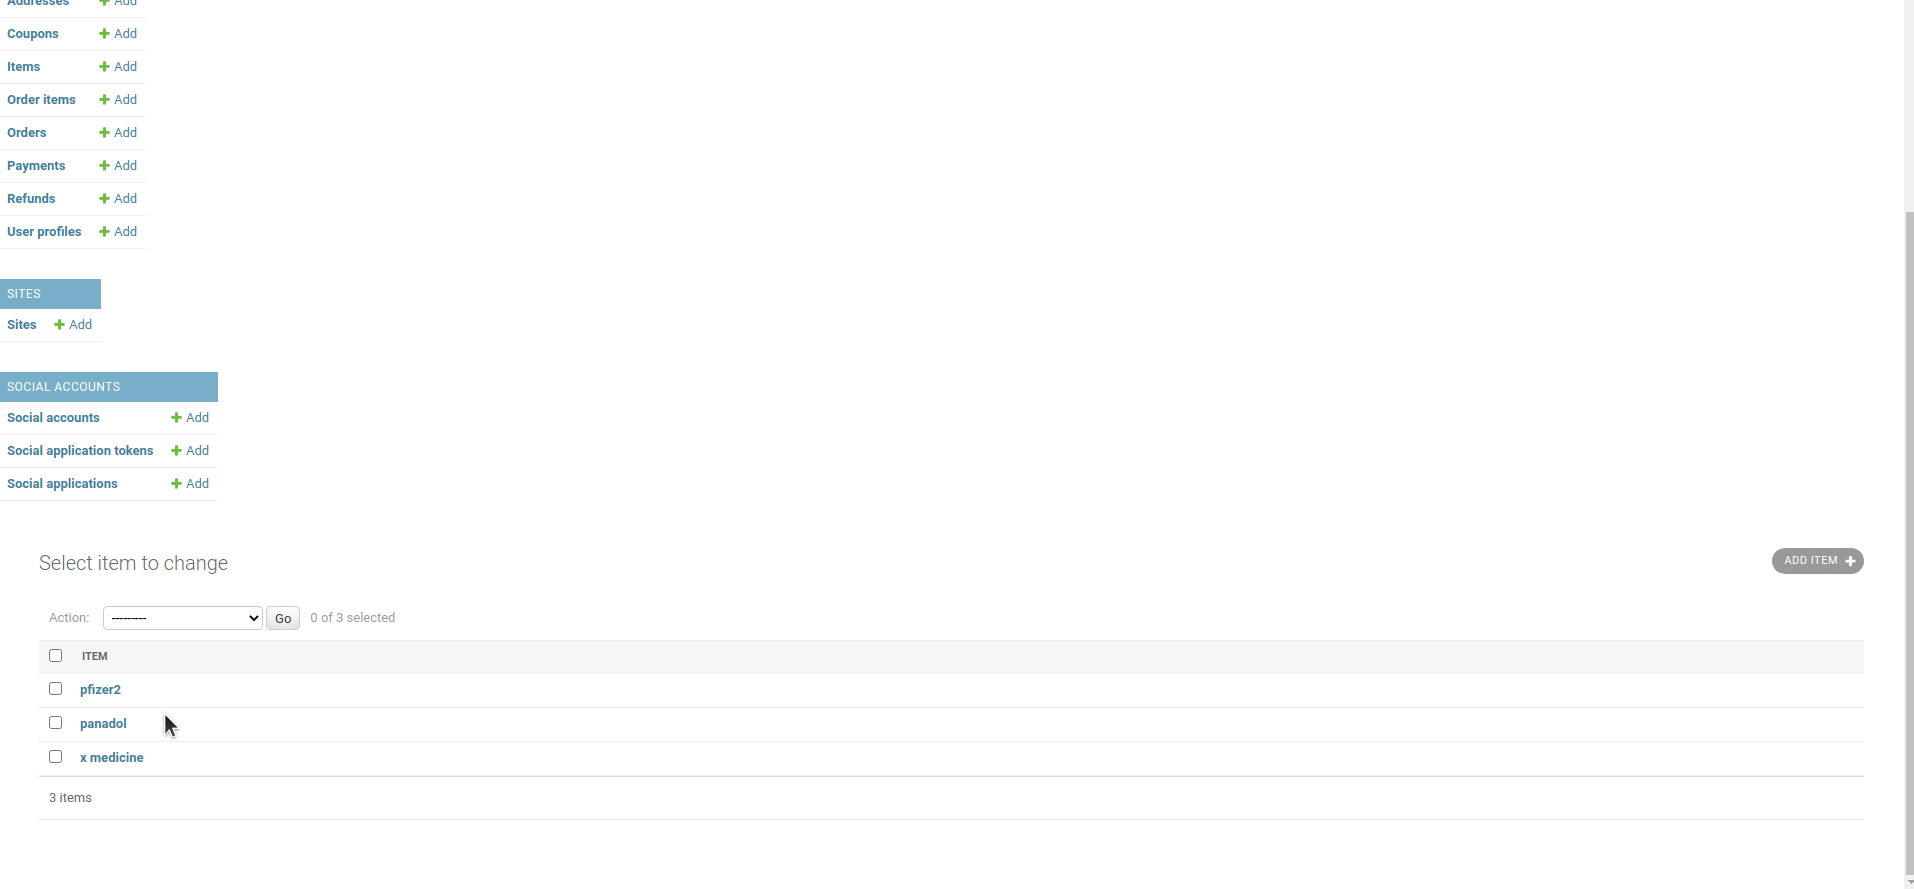 Addresses Add
Coupons Add
Items Add
Order items Add
Orders Add
Payments Add
Refunds Add
User profiles Add
SITES
Sites Add
SOCIAL ACCOUNTS
Social accounts Add
Social application tokens Add
Social applications Add
Select item to change
ADD ITEM
Action: --------- Go 0 of 3 selected
ITEM
pfizer2
panadol
x medicine
3 items